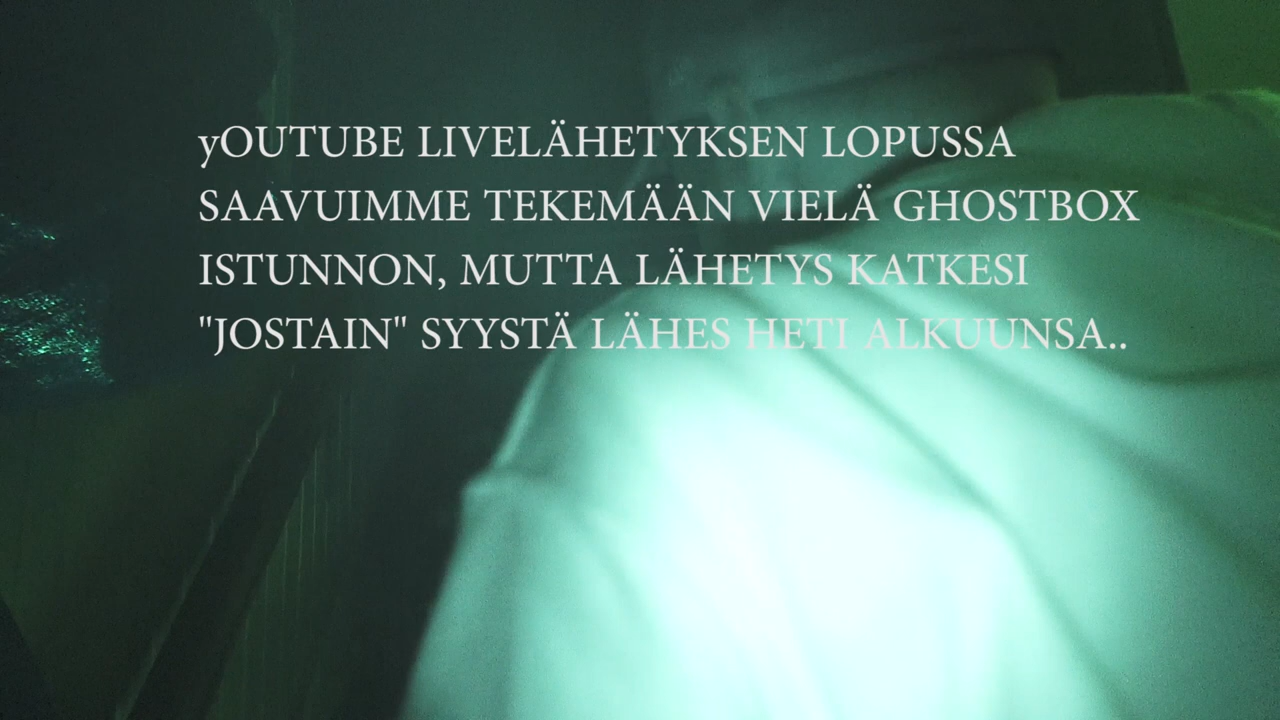 yOUTUBE LIVELÄHETYKSEN LOPUSSA
SAAVUIMME TEKEMÄÄN VIELÄ GHOSTBOX
ISTUNNON, MUTTA LÄHETYS KATKESI
"JOSTAIN" SYYSTÄ LÄHES HETI ALKUUNSA..